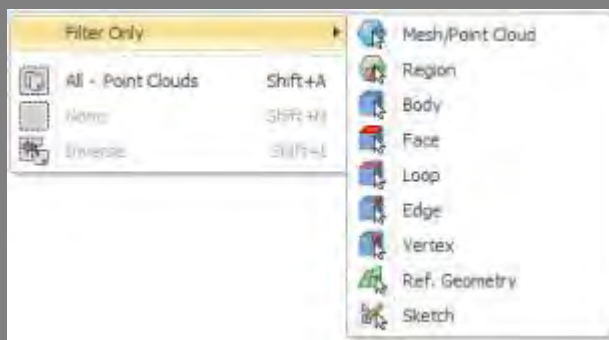 Filter Only
All - Point Clouds Shift+A
None Shift+N
Inverse Shift+I
Mesh/Point Cloud
Region
Body
Face
Loop
Edge
Vertex
Ref. Geometry
Sketch